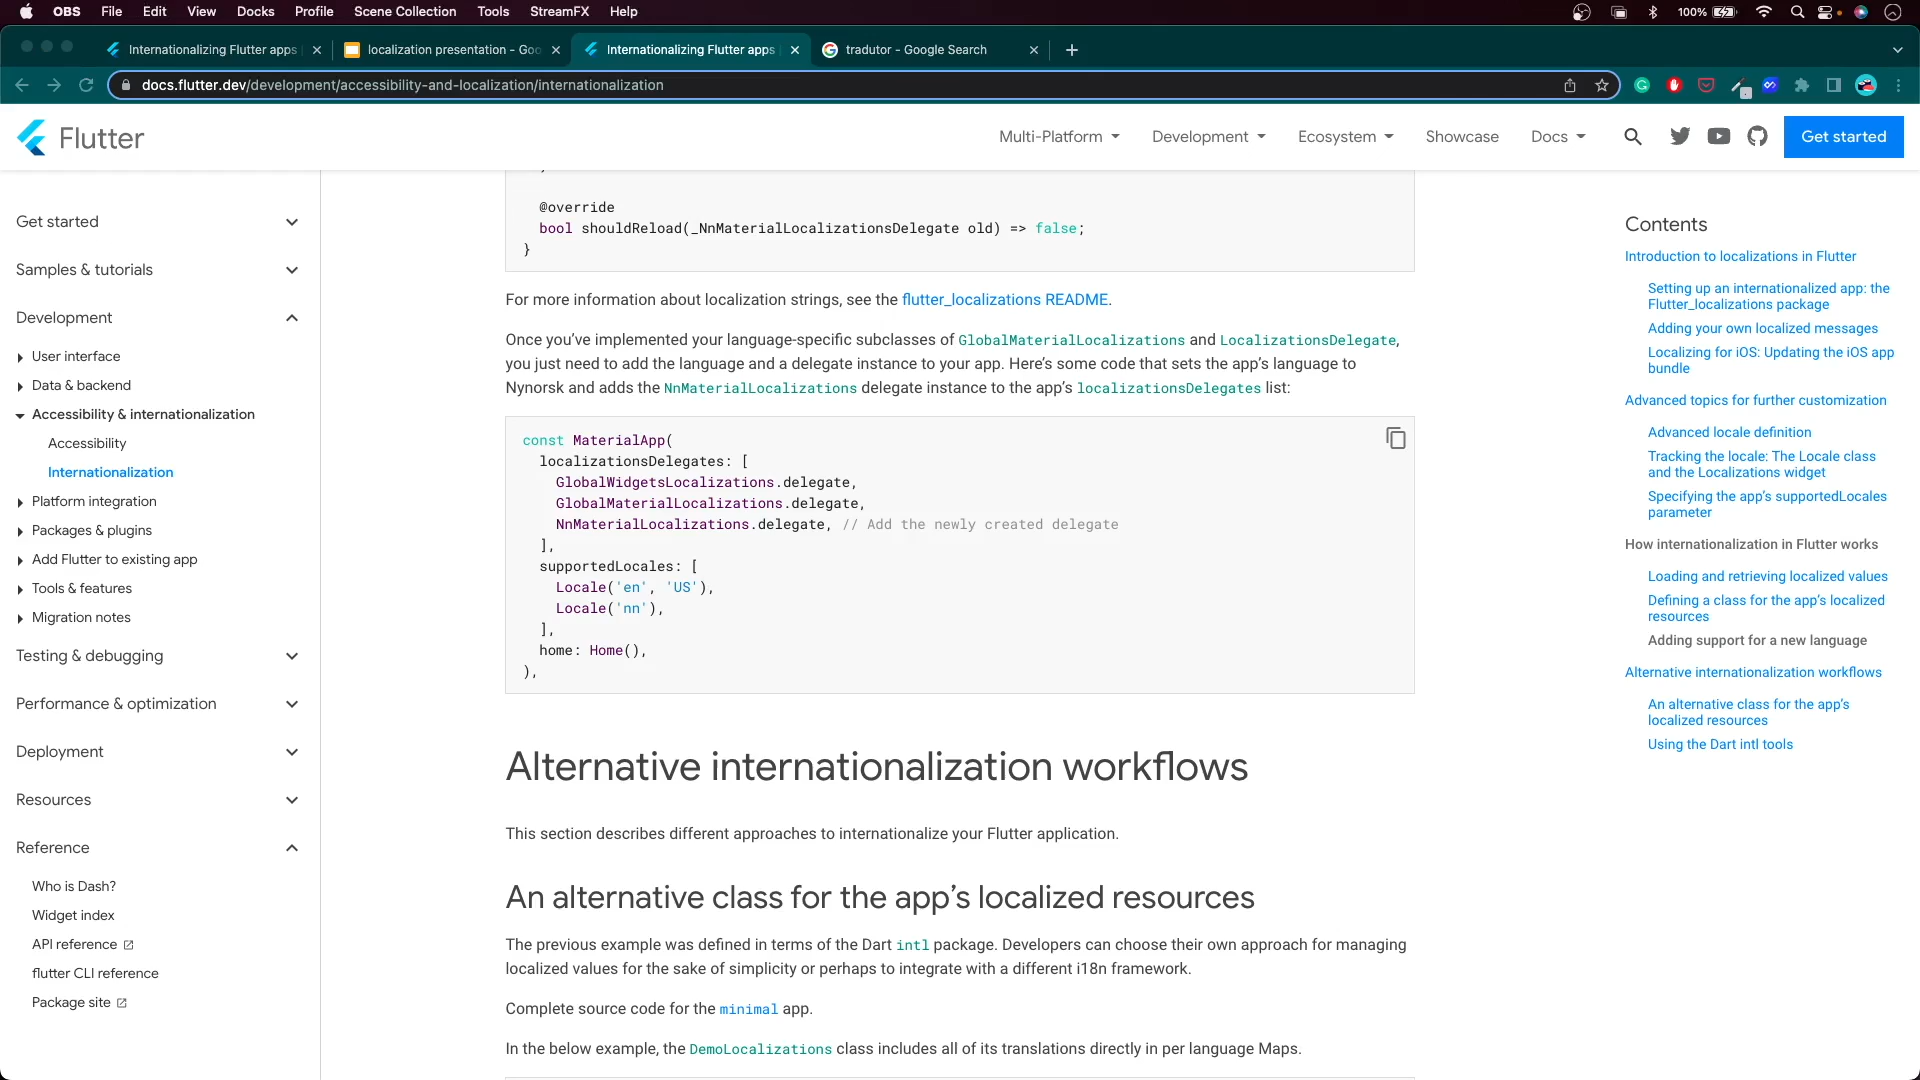 OBS File Edit View Docks Profile Scene Collection Tools StreamFX Help 100%
Internationalizing Flutter apps
localization presentation - Goo
Internationalizing Flutter apps
tradutor - Google Search
docs.flutter.dev/development/accessibility-and-localization/internationalization
Flutter
Multi-Platform
Development
Ecosystem
Showcase
Docs
Get started
Get started
Samples & tutorials
Development
User interface
Data & backend
Accessibility & internationalization
Accessibility
Internationalization
Platform integration
Packages & plugins
Add Flutter to existing app
Tools & features
Migration notes
Testing & debugging
Performance & optimization
Deployment
Resources
Reference
Who is Dash?
Widget index
API reference
flutter CLI reference
Package site
@override
bool shouldReload(_NnMaterialLocalizationsDelegate old) => false;
}
For more information about localization strings, see the flutter_localizations README.
Once you’ve implemented your language-specific subclasses of GlobalMaterialLocalizations and LocalizationsDelegate,
you just need to add the language and a delegate instance to your app. Here’s some code that sets the app’s language to
Nynorsk and adds the NnMaterialLocalizations delegate instance to the app’s localizationsDelegates list:
const MaterialApp(
localizationsDelegates: [
GlobalWidgetsLocalizations.delegate,
GlobalMaterialLocalizations.delegate,
NnMaterialLocalizations.delegate, // Add the newly created delegate
],
supportedLocales: [
Locale('en', 'US'),
Locale('nn'),
],
home: Home(),
),
Alternative internationalization workflows
This section describes different approaches to internationalize your Flutter application.
An alternative class for the app’s localized resources
The previous example was defined in terms of the Dart intl package. Developers can choose their own approach for managing
localized values for the sake of simplicity or perhaps to integrate with a different i18n framework.
Complete source code for the minimal app.
In the below example, the DemoLocalizations class includes all of its translations directly in per language Maps.
Contents
Introduction to localizations in Flutter
Setting up an internationalized app: the
Flutter_localizations package
Adding your own localized messages
Localizing for iOS: Updating the iOS app
bundle
Advanced topics for further customization
Advanced locale definition
Tracking the locale: The Locale class
and the Localizations widget
Specifying the app’s supportedLocales
parameter
How internationalization in Flutter works
Loading and retrieving localized values
Defining a class for the app’s localized
resources
Adding support for a new language
Alternative internationalization workflows
An alternative class for the app’s
localized resources
Using the Dart intl tools